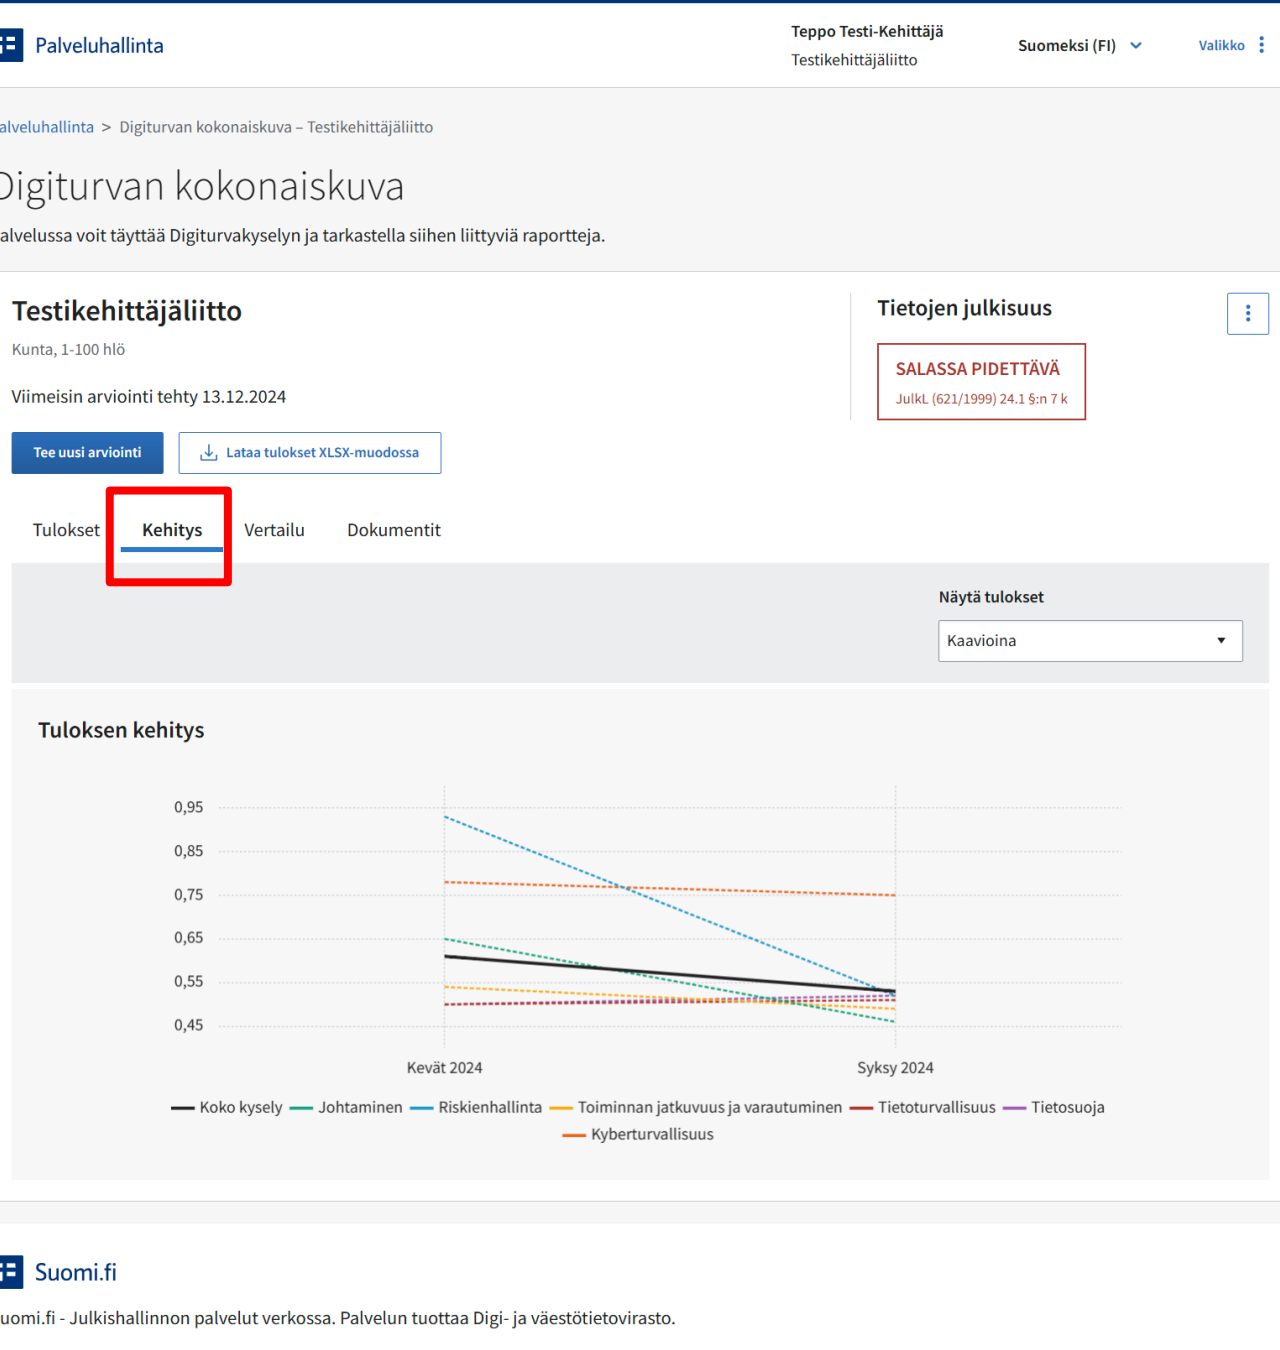 Palveluhallinta
Teppo Testi-Kehittäjä
Testikehittäjäliitto
Suomeksi (FI)
Valikko
alveluhallinta > Digiturvan kokonaiskuva – Testikehittäjäliitto
Digiturvan kokonaiskuva
alvelussa voit täyttää Digiturvakyselyn ja tarkastella siihen liittyviä raportteja.
Testikehittäjäliitto
Kunta, 1-100 hlö
Viimeisin arviointi tehty 13.12.2024
Tietojen julkisuus
SALASSA PIDETTÄVÄ
JulkL (621/1999) 24.1 §:n 7 k
Tee uusi arviointi
Lataa tulokset XLSX-muodossa
Tulokset Kehitys Vertailu Dokumentit
Näytä tulokset
Kaavioina
Tuloksen kehitys
0,95
0,85
0,75
0,65
0,55
0,45
Kevät 2024 Syksy 2024
Koko kysely Johtaminen Riskienhallinta Toiminnan jatkuvuus ja varautuminen Tietoturvallisuus Tietosuoja
Kyberturvallisuus
Suomi.fi
uomi.fi - Julkishallinnon palvelut verkossa. Palvelun tuottaa Digi- ja väestötietovirasto.